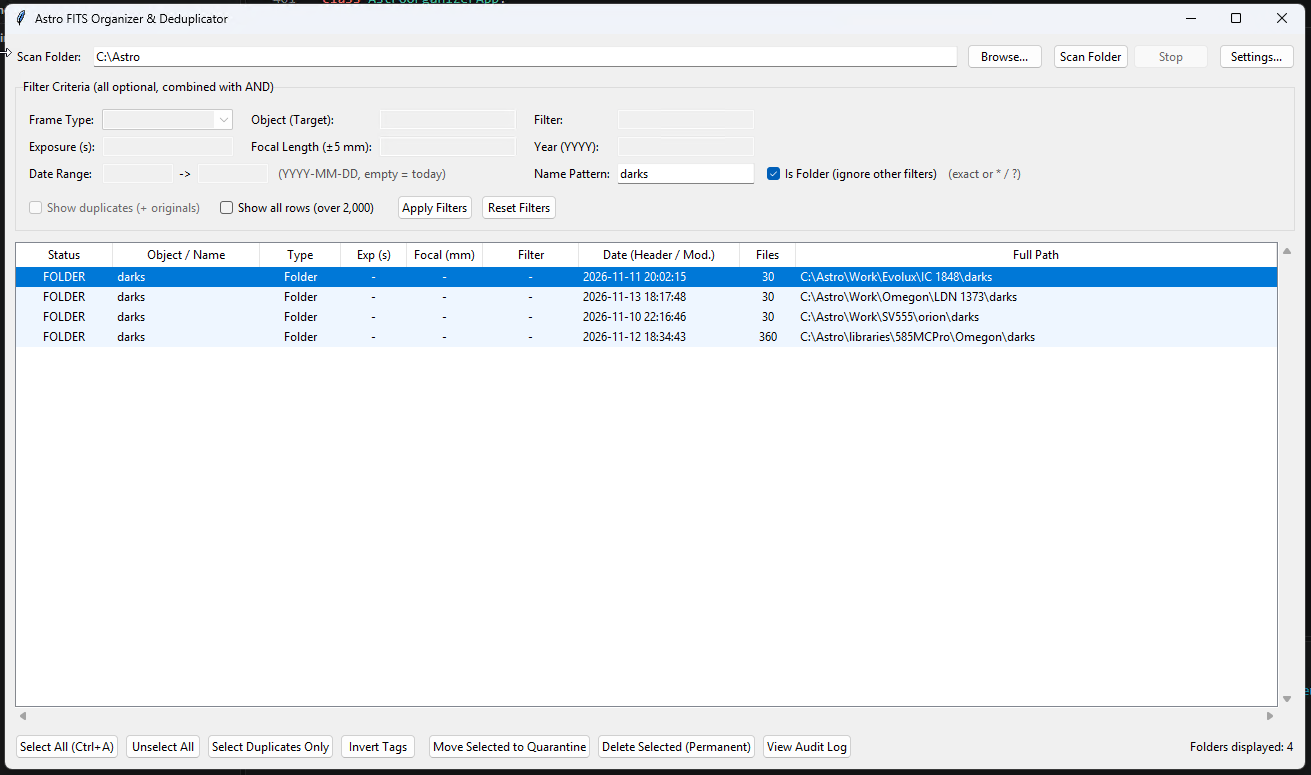 Astro FITS Organizer & Deduplicator
Scan Folder: C:\Astro Browse... Scan Folder Stop Settings...
Filter Criteria (all optional, combined with AND)
Frame Type: Object (Target): Filter:
Exposure (s): Focal Length (±5 mm): Year (YYYY):
Date Range: -> (YYYY-MM-DD, empty = today) Name Pattern: darks Is Folder (ignore other filters) (exact or * / ?)
Show duplicates (+ originals) Show all rows (over 2,000) Apply Filters Reset Filters
Status Object / Name Type Exp (s) Focal (mm) Filter Date (Header / Mod.) Files Full Path
FOLDER darks Folder - - - 2026-11-11 20:02:15 30 C:\Astro\Work\Evolux\IC 1848\darks
FOLDER darks Folder - - - 2026-11-13 18:17:48 30 C:\Astro\Work\Omegon\LDN 1373\darks
FOLDER darks Folder - - - 2026-11-10 22:16:46 30 C:\Astro\Work\SV555\orion\darks
FOLDER darks Folder - - - 2026-11-12 18:34:43 360 C:\Astro\libraries\585MCPro\Omegon\darks
Select All (Ctrl+A) Unselect All Select Duplicates Only Invert Tags Move Selected to Quarantine Delete Selected (Permanent) View Audit Log Folders displayed: 4